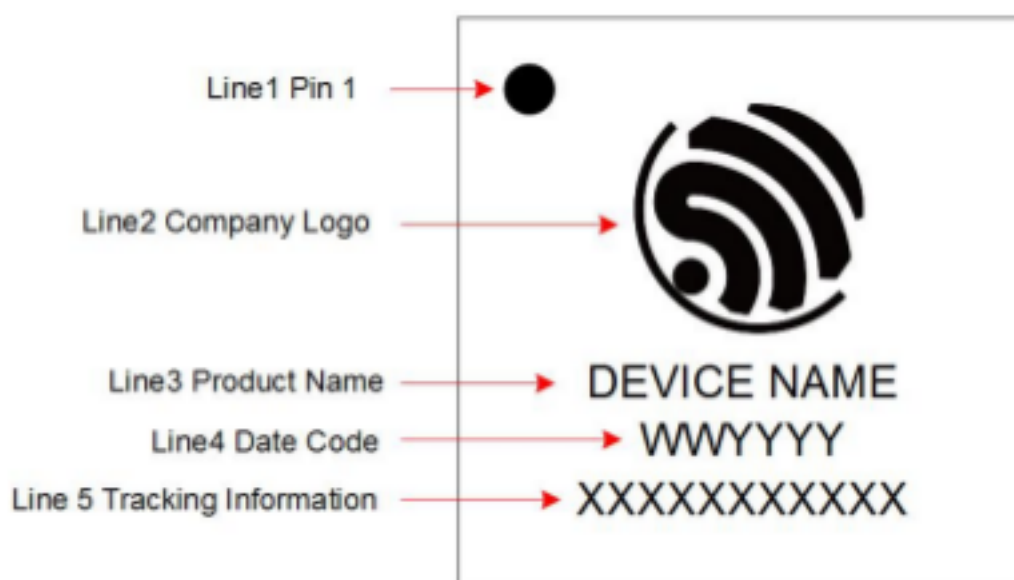 Line1 Pin 1
Line2 Company Logo
Line3 Product Name DEVICE NAME
Line4 Date Code WWYYYY
Line 5 Tracking Information XXXXXXXXXXX